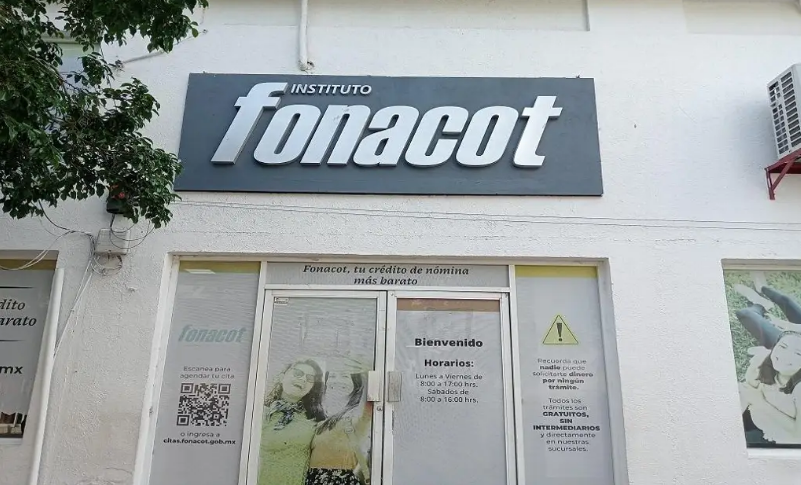 INSTITUTO
fonacot
Fonacot, tu crédito de nómina
más barato
dito
arato
mx
fonacot
Escanea para
agendar tu cita
o ingresa a
citas.fonacot.gob.mx
Bienvenido
Horarios:
Lunes a Viernes de
8:00 a 17:00 hrs.
Sábados de
8:00 a 16:00 hrs.
Recuerda que
nadie puede
solicitarte dinero
por ningún
trámite.
Todos los
trámites son
GRATUITOS,
SIN
INTERMEDIARIOS
y directamente
en nuestras
sucursales.